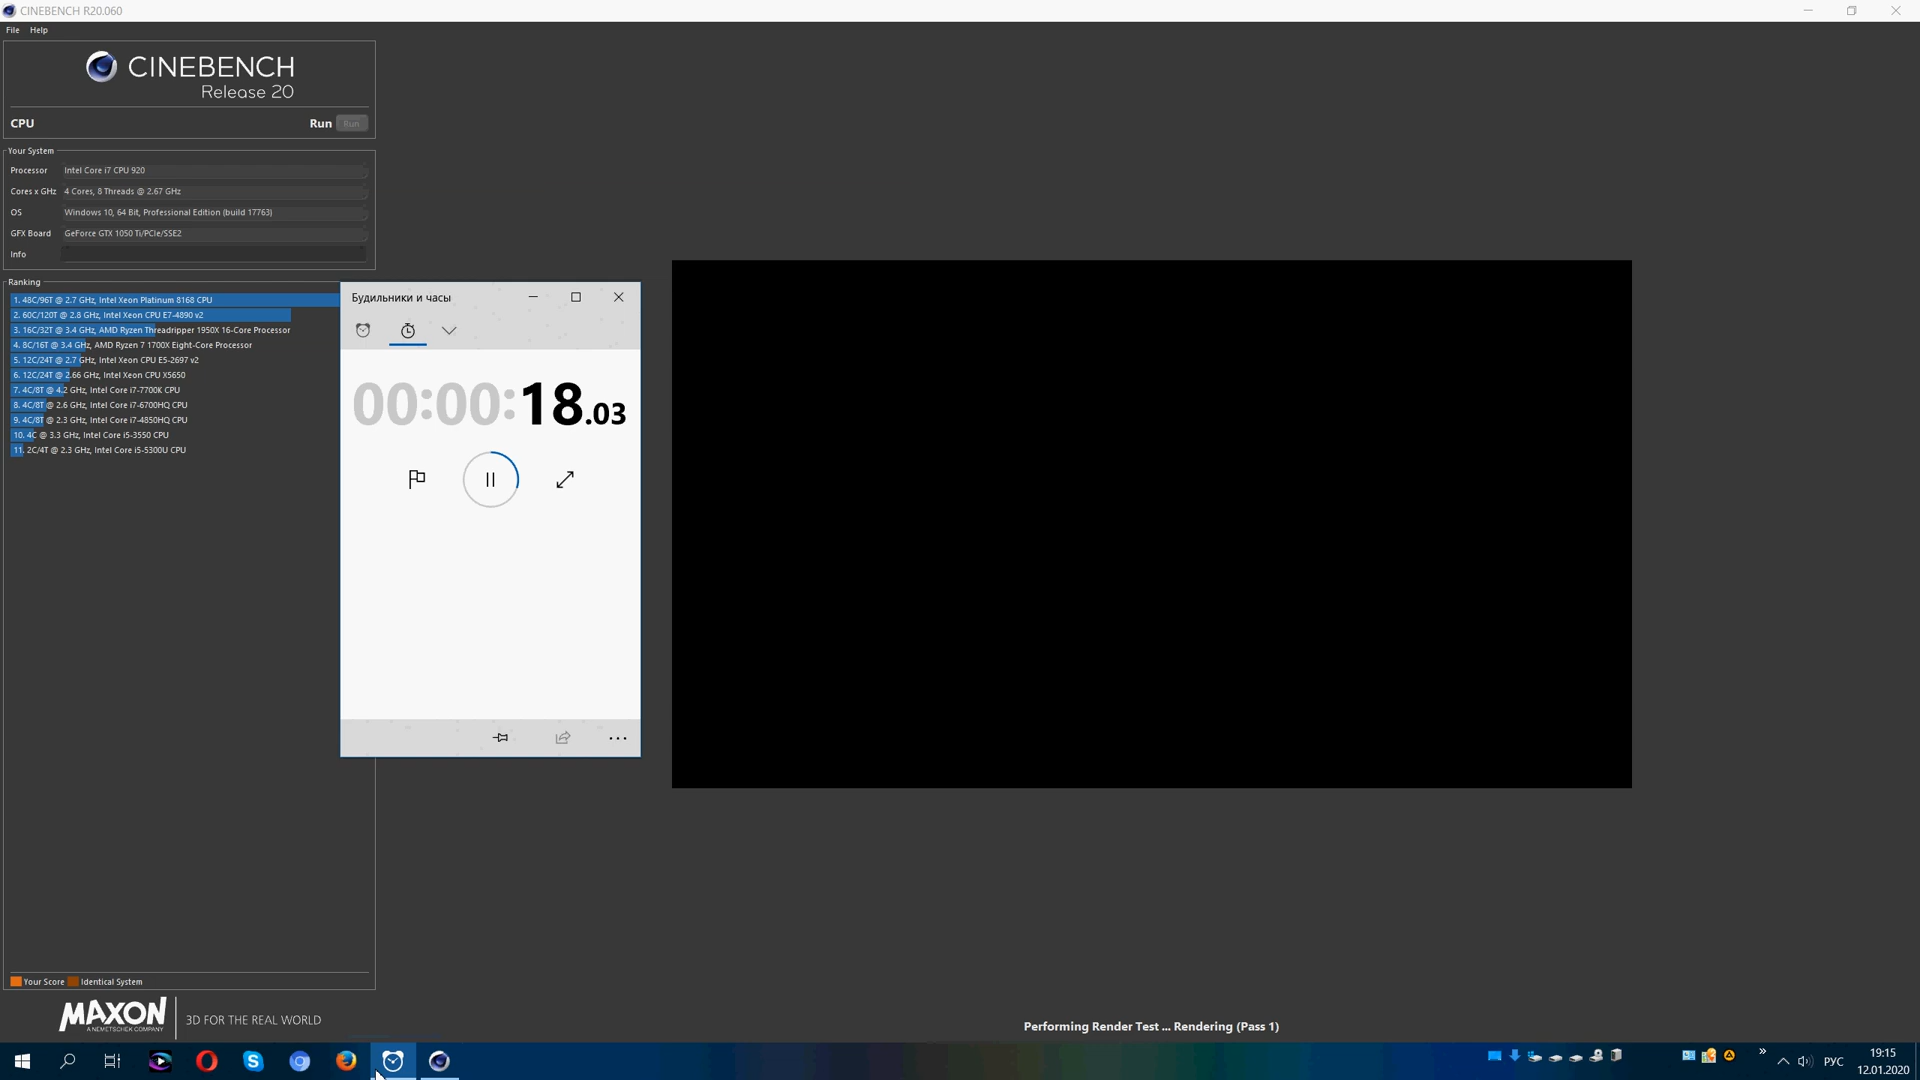 CINEBENCH R20.060
File Help
CINEBENCH
Release 20
CPU Run Run
Your System
Processor Intel Core i7 CPU 920
Cores x GHz 4 Cores, 8 Threads @ 2.67 GHz
OS Windows 10, 64 Bit, Professional Edition (build 17763)
GFX Board GeForce GTX 1050 Ti/PCIe/SSE2
Info
Ranking
1. 48C/96T @ 2.7 GHz, Intel Xeon Platinum 8168 CPU
2. 60C/120T @ 2.8 GHz, Intel Xeon CPU E7-4890 v2
3. 16C/32T @ 3.4 GHz, AMD Ryzen Threadripper 1950X 16-Core Processor
4. 8C/16T @ 3.4 GHz, AMD Ryzen 7 1700X Eight-Core Processor
5. 12C/24T @ 2.7 GHz, Intel Xeon CPU E5-2697 v2
6. 12C/24T @ 2.66 GHz, Intel Xeon CPU X5650
7. 4C/8T @ 4.2 GHz, Intel Core i7-7700K CPU
8. 4C/8T @ 2.6 GHz, Intel Core i7-6700HQ CPU
9. 4C/8T @ 2.3 GHz, Intel Core i7-4850HQ CPU
10. 4C @ 3.3 GHz, Intel Core i5-3550 CPU
11. 2C/4T @ 2.3 GHz, Intel Core i5-5300U CPU
Будильники и часы
00:00:18.03
Your Score Identical System
MAXON
A NEMETSCHEK COMPANY
3D FOR THE REAL WORLD
Performing Render Test ... Rendering (Pass 1)
РУС
19:15
12.01.2020